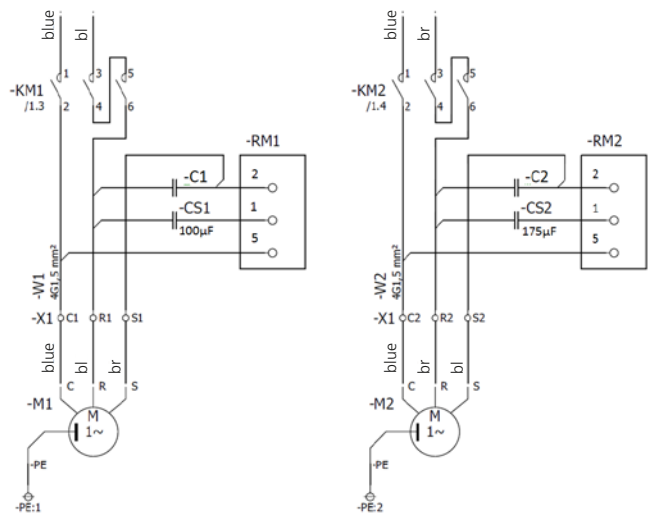 blue bl blue br
1 3 5 1 3 5
-KM1 -KM2
/1.3 2 4 6 /1.4 2 4 6
-RM1 -RM2
-C1 2 -C2 2
-CS1 1 -CS2 1
100µF 5 175µF 5
-W1 4G1,5 mm² -W2 4G1,5 mm²
-X1 C1 R1 S1 -X1 C2 R2 S2
blue bl br blue br bl
C R S C R S
-M1 -M2
M M
1~ 1~
-PE -PE
-PE:1 -PE:2